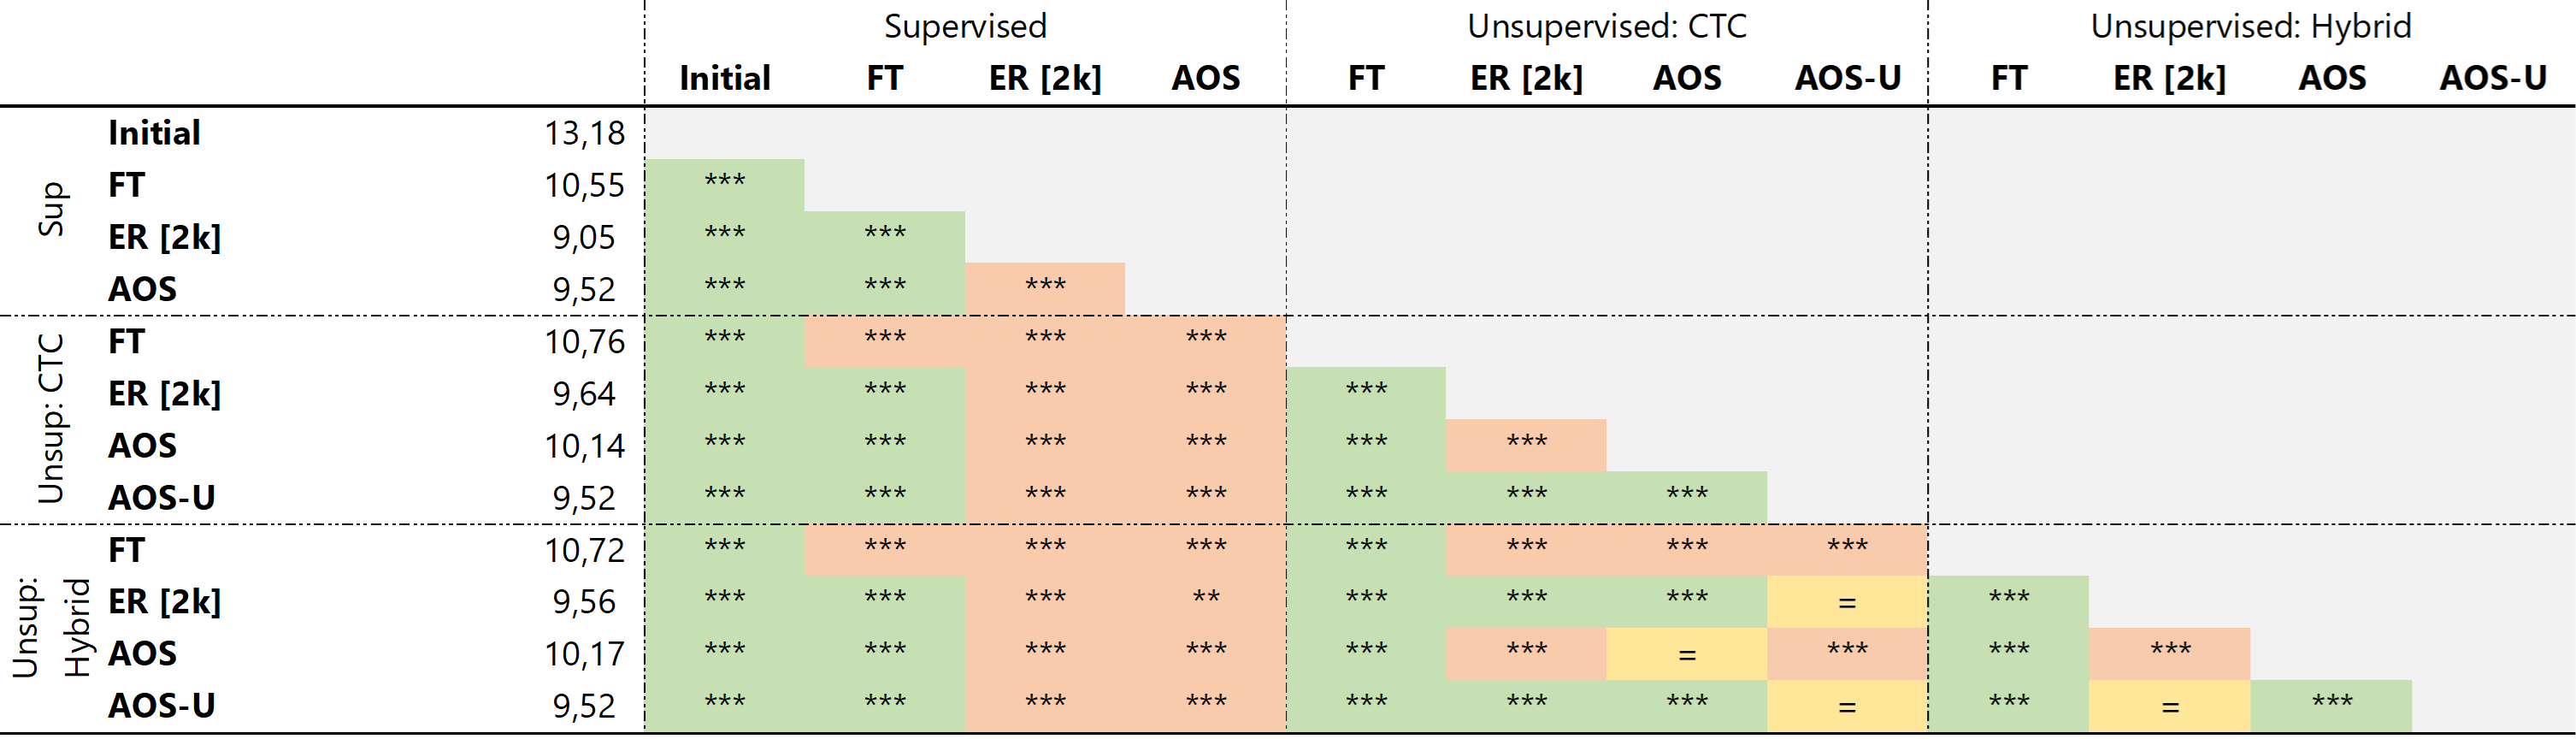 Supervised Unsupervised: CTC Unsupervised: Hybrid
Initial FT ER [2k] AOS FT ER [2k] AOS AOS-U FT ER [2k] AOS AOS-U
Sup
Initial 13,18
FT 10,55 ***
ER [2k] 9,05 *** ***
AOS 9,52 *** *** ***
Unsup: CTC
FT 10,76 *** *** *** ***
ER [2k] 9,64 *** *** *** *** ***
AOS 10,14 *** *** *** *** *** ***
AOS-U 9,52 *** *** *** *** *** *** ***
Unsup:
Hybrid
FT 10,72 *** *** *** *** *** *** *** ***
ER [2k] 9,56 *** *** *** ** *** *** *** = ***
AOS 10,17 *** *** *** *** *** *** = *** *** ***
AOS-U 9,52 *** *** *** *** *** *** *** = *** = ***